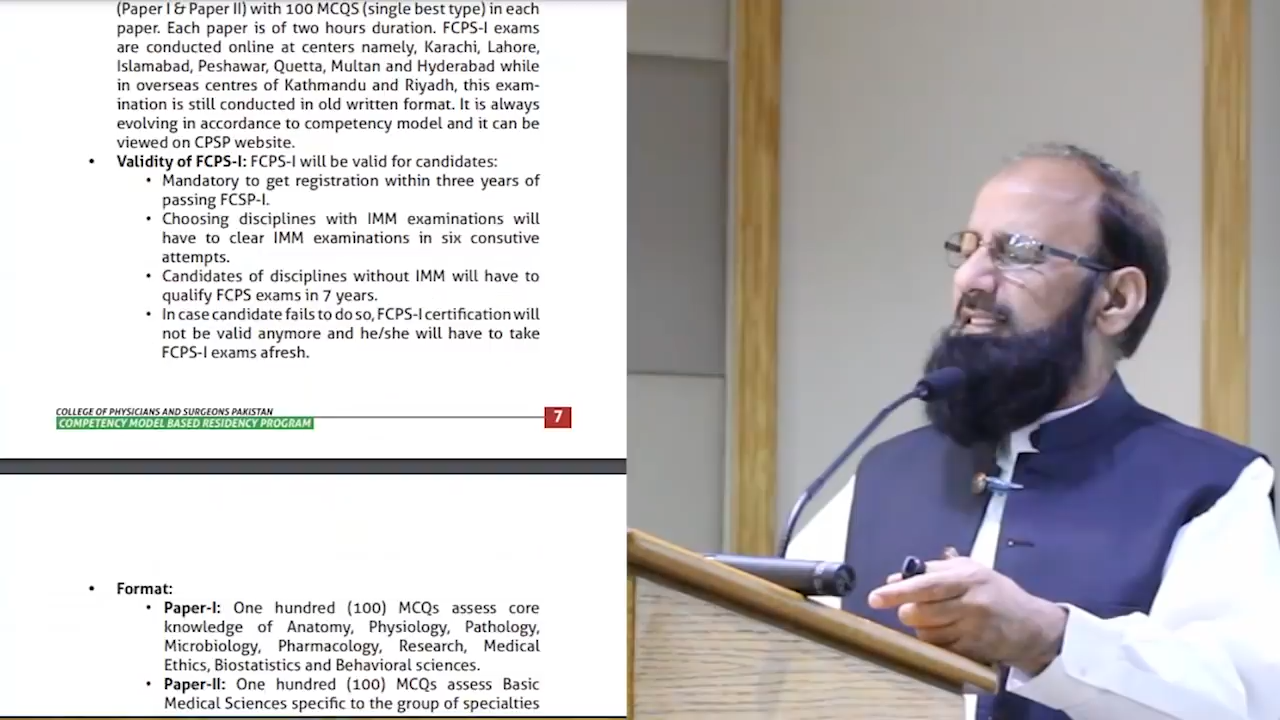 (Paper I & Paper II) with 100 MCQS (single best type) in each
paper. Each paper is of two hours duration. FCPS-I exams
are conducted online at centers namely, Karachi, Lahore,
Islamabad, Peshawar, Quetta, Multan and Hyderabad while
in overseas centres of Kathmandu and Riyadh, this exam-
ination is still conducted in old written format. It is always
evolving in accordance to competency model and it can be
viewed on CPSP website.
• Validity of FCPS-I: FCPS-I will be valid for candidates:
• Mandatory to get registration within three years of
passing FCSP-I.
• Choosing disciplines with IMM examinations will
have to clear IMM examinations in six consutive
attempts.
• Candidates of disciplines without IMM will have to
qualify FCPS exams in 7 years.
• In case candidate fails to do so, FCPS-I certification will
not be valid anymore and he/she will have to take
FCPS-I exams afresh.
COLLEGE OF PHYSICIANS AND SURGEONS PAKISTAN
COMPETENCY MODEL BASED RESIDENCY PROGRAM
7
• Format:
• Paper-I: One hundred (100) MCQs assess core
knowledge of Anatomy, Physiology, Pathology,
Microbiology, Pharmacology, Research, Medical
Ethics, Biostatistics and Behavioral sciences.
• Paper-II: One hundred (100) MCQs assess Basic
Medical Sciences specific to the group of specialties